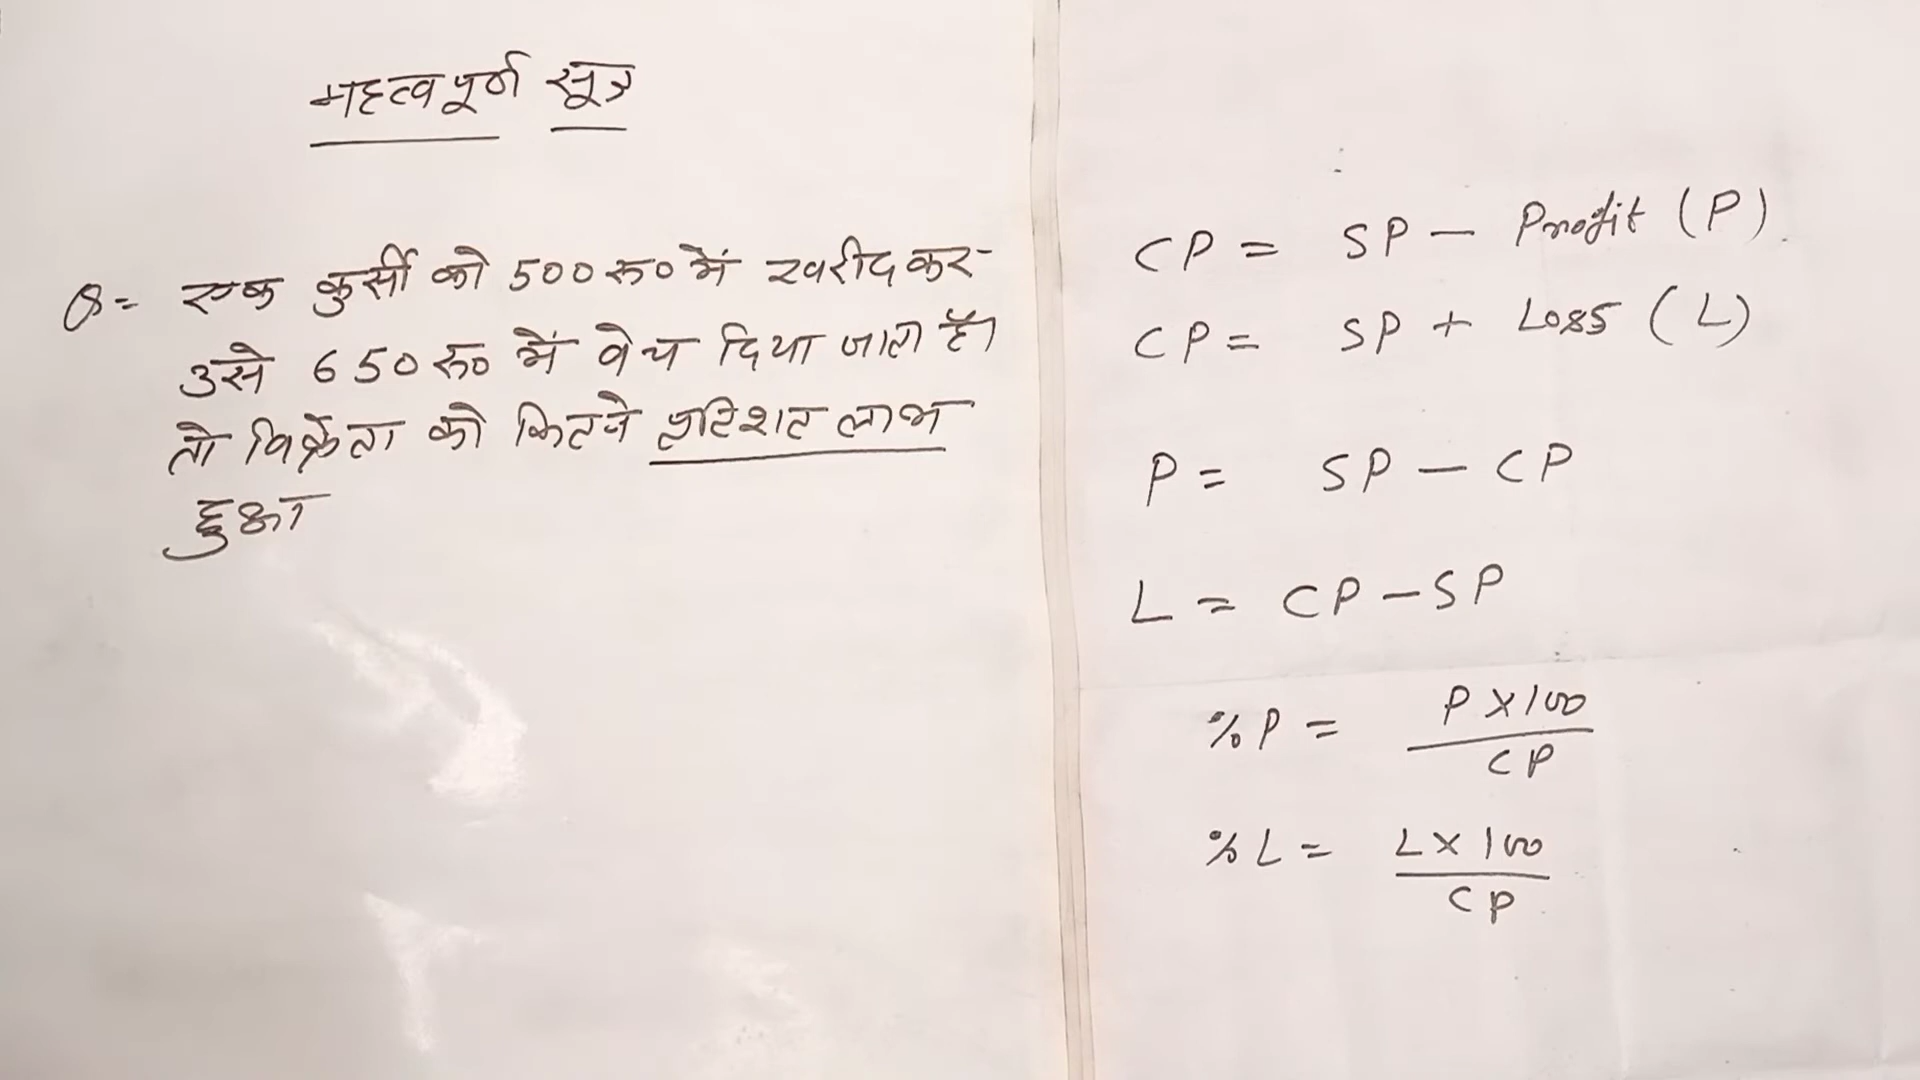 महत्वपूर्ण सूत्र
Q= एक कुर्सी को 500 रु० में खरीदकर-
उसे 650 रु० में बेच दिया जाता है।
तो विक्रेता को कितने प्रतिशत लाभ
हुआ
CP = SP - Profit (P)
CP = SP + Loss (L)
P = SP - CP
L = CP - SP
%P = P X 100
CP
%L = L X 100
CP